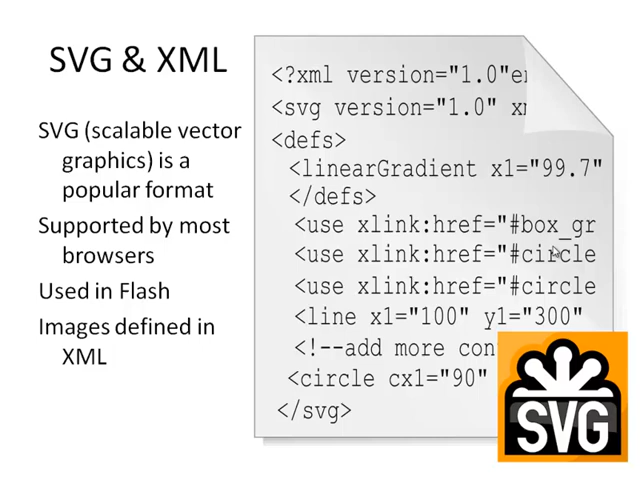 SVG & XML
SVG (scalable vector
graphics) is a
popular format
Supported by most
browsers
Used in Flash
Images defined in
XML
<?xml version="1.0"en
<svg version="1.0" xn
<defs>
<linearGradient x1="99.7"
</defs>
<use xlink:href="#box_gr
<use xlink:href="#circle
<use xlink:href="#circle
<line x1="100" y1="300"
<!--add more con
<circle cx1="90"
</svg>
SVG